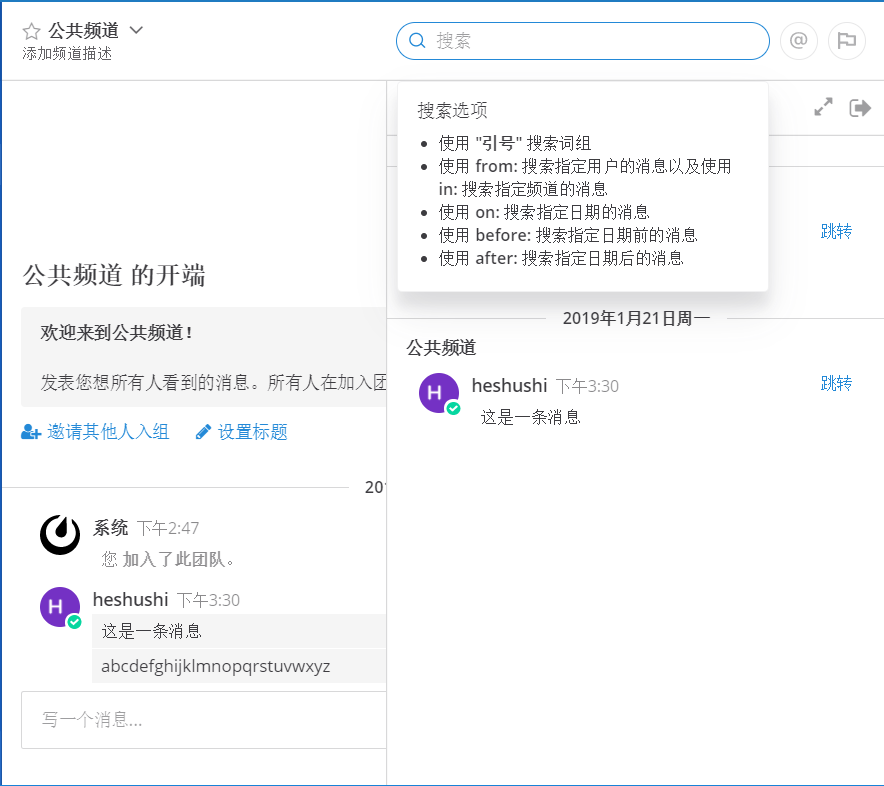 公共频道
添加频道描述
搜索
@
搜索选项
使用 "引号" 搜索词组
使用 from: 搜索指定用户的消息以及使用
in: 搜索指定频道的消息
使用 on: 搜索指定日期的消息
使用 before: 搜索指定日期前的消息
使用 after: 搜索指定日期后的消息
跳转
公共频道 的开端
欢迎来到公共频道！
发表您想所有人看到的消息。所有人在加入团
邀请其他人入组 设置标题
201
系统 下午2:47
您 加入了此团队。
H
heshushi 下午3:30
这是一条消息
abcdefghijklmnopqrstuvwxyz
写一个消息...
2019年1月21日周一
公共频道
H
heshushi 下午3:30
跳转
这是一条消息